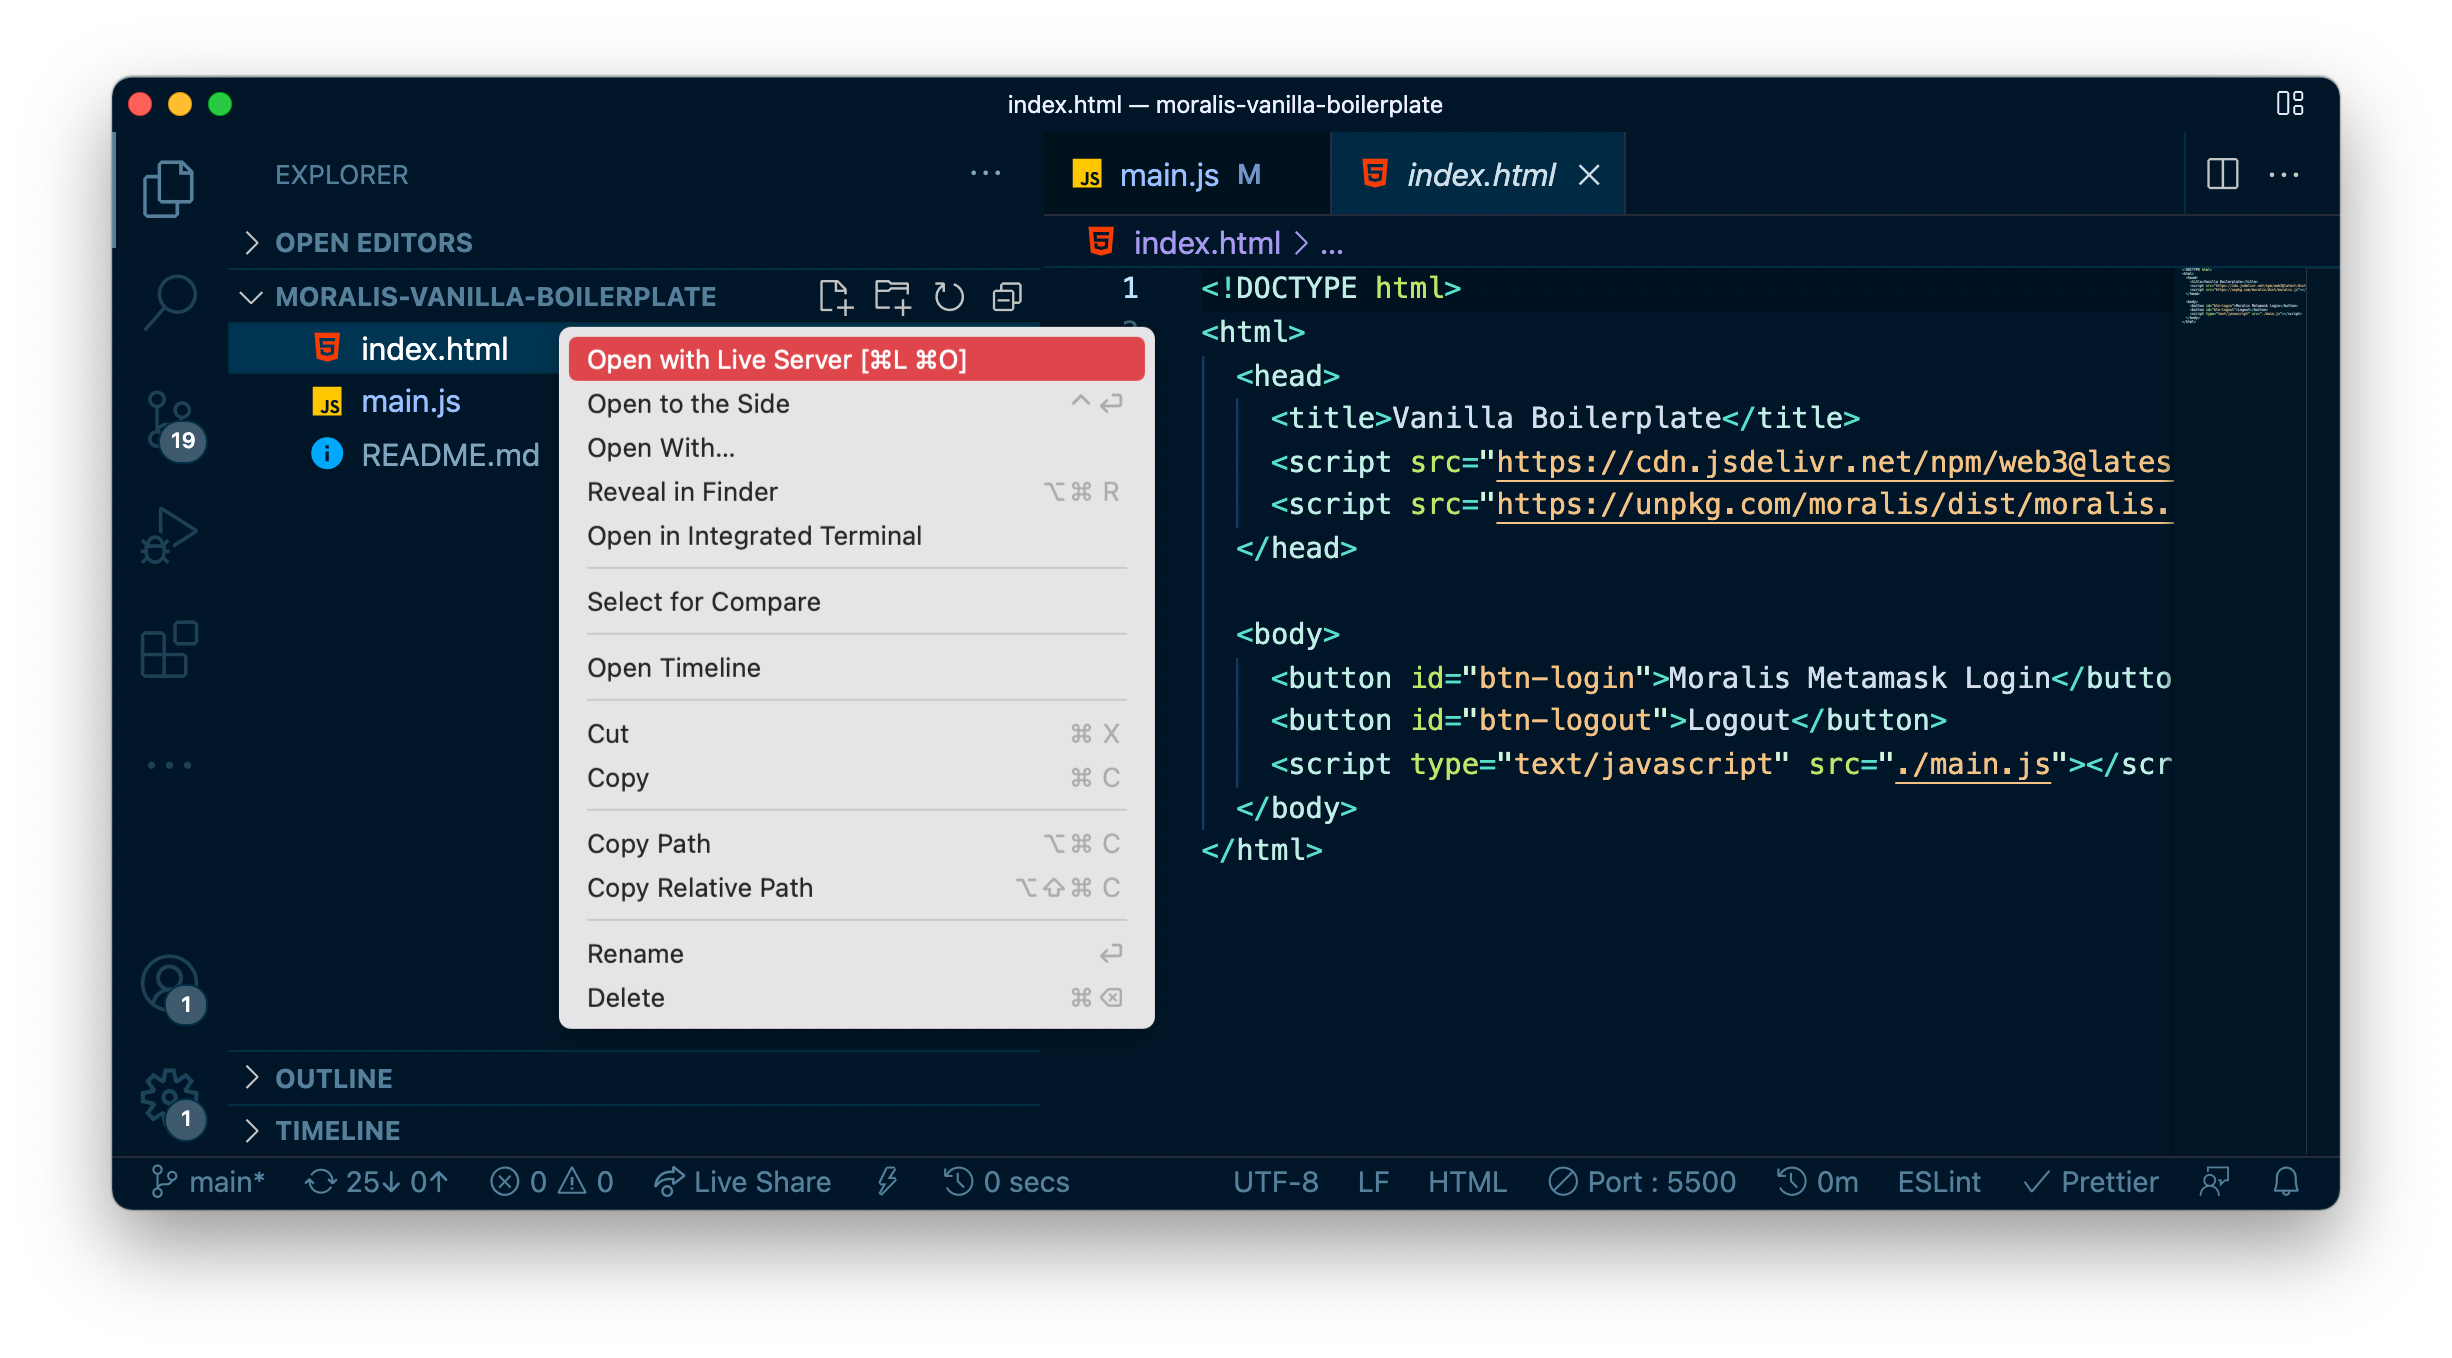 index.html — moralis-vanilla-boilerplate
EXPLORER
OPEN EDITORS
MORALIS-VANILLA-BOILERPLATE
index.html
main.js
README.md
19
1
1
OUTLINE
TIMELINE
Open with Live Server [⌘L ⌘O]
Open to the Side ^ ↩
Open With...
Reveal in Finder ⌥⌘ R
Open in Integrated Terminal
Select for Compare
Open Timeline
Cut ⌘ X
Copy ⌘ C
Copy Path ⌥⌘ C
Copy Relative Path ⌥⇧⌘ C
Rename ↩
Delete ⌘⌫
JS main.js M
index.html
index.html > ...
1 <!DOCTYPE html>
<html>
<head>
<title>Vanilla Boilerplate</title>
<script src="https://cdn.jsdelivr.net/npm/web3@lates
<script src="https://unpkg.com/moralis/dist/moralis.
</head>
<body>
<button id="btn-login">Moralis Metamask Login</butto
<button id="btn-logout">Logout</button>
<script type="text/javascript" src="./main.js"></scr
</body>
</html>
main* 25↓ 0↑ 0 0 Live Share 0 secs UTF-8 LF HTML Port : 5500 0m ESLint Prettier